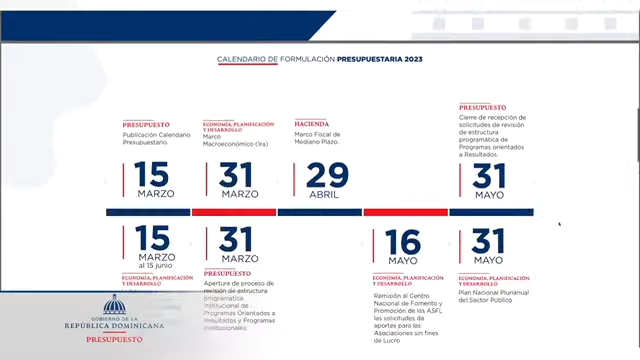 CALENDARIO DE FORMULACIÓN PRESUPUESTARIA 2023
PRESUPUESTO
Publicación Calendario
Presupuestario.
15
MARZO
ECONOMÍA, PLANIFICACIÓN
Y DESARROLLO
Marco
Macroeconómico (1ra)
31
MARZO
HACIENDA
Marco Fiscal de
Mediano Plazo.
29
ABRIL
PRESUPUESTO
Cierre de recepción de
solicitudes de revisión
de estructura
programática de
Programas orientados
a Resultados.
31
MAYO
15
MARZO
al 15 junio
ECONOMÍA, PLANIFICACIÓN
Y DESARROLLO
31
MARZO
PRESUPUESTO
Apertura de proceso de
revisión de estructura
programática
institucional de
Programas Orientados a
Resultados y Programas
Institucionales.
16
MAYO
ECONOMÍA, PLANIFICACIÓN
Y DESARROLLO
Remisión al Centro
Nacional de Fomento y
Promoción de las ASFL
las solicitudes de
aportes para las
Asociaciones sin fines
de Lucro
31
MAYO
ECONOMÍA, PLANIFICACIÓN
Y DESARROLLO
Plan Nacional Plurianual
del Sector Público
GOBIERNO DE LA
REPÚBLICA DOMINICANA
PRESUPUESTO